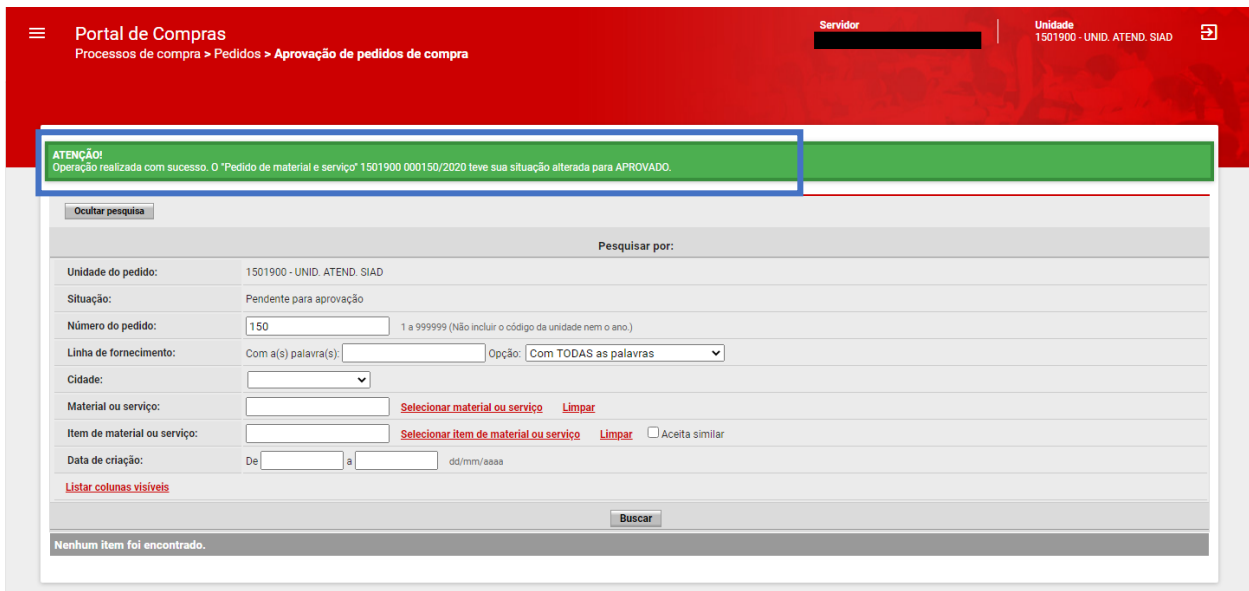 Portal de Compras
Processos de compra > Pedidos > Aprovação de pedidos de compra
Servidor
Unidade
1501900 - UNID. ATEND. SIAD
ATENÇÃO!
Operação realizada com sucesso. O "Pedido de material e serviço" 1501900 000150/2020 teve sua situação alterada para APROVADO.
Ocultar pesquisa
Pesquisar por:
Unidade do pedido: 1501900 - UNID. ATEND. SIAD
Situação: Pendente para aprovação
Número do pedido: 150 1 a 999999 (Não incluir o código da unidade nem o ano.)
Linha de fornecimento: Com a(s) palavra(s): Opção: Com TODAS as palavras
Cidade:
Material ou serviço: Selecionar material ou serviço Limpar
Item de material ou serviço: Selecionar item de material ou serviço Limpar Aceita similar
Data de criação: De a dd/mm/aaaa
Listar colunas visíveis
Buscar
Nenhum item foi encontrado.